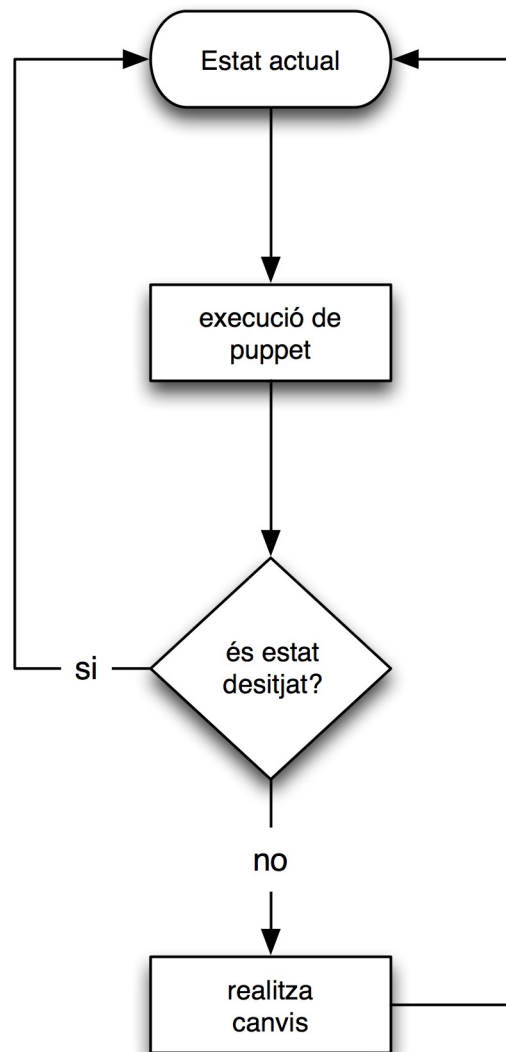 Estat actual
execució de
puppet
és estat
desitjat?
si
no
realitza
canvis